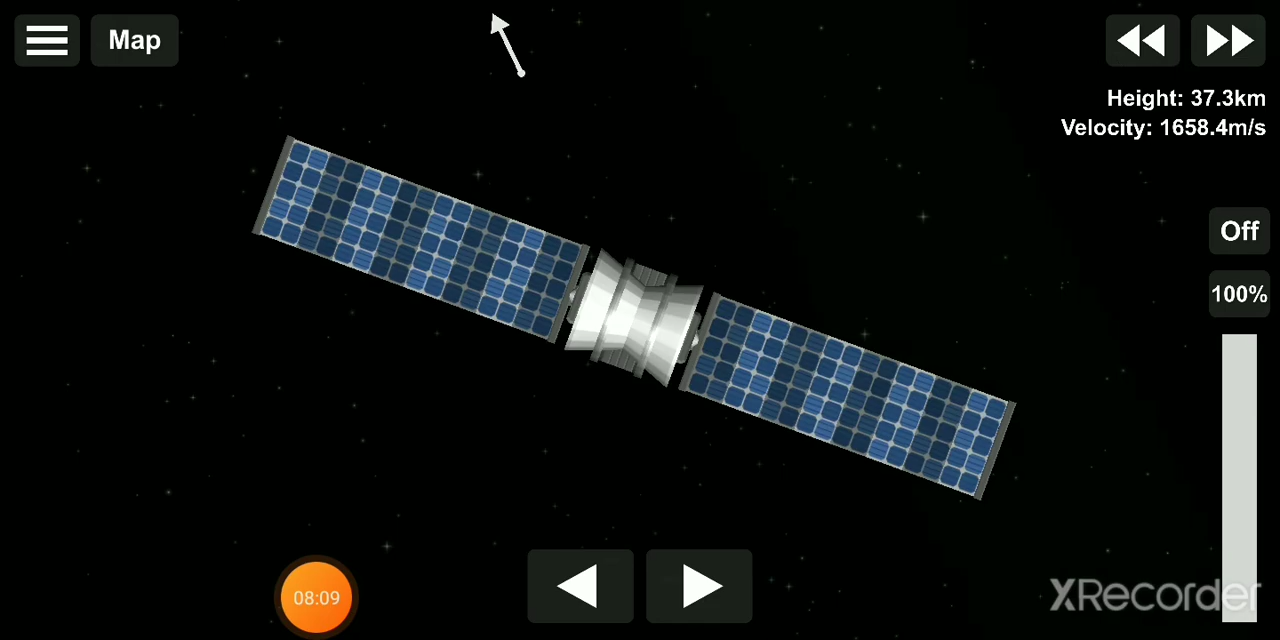 Map
Height: 37.3km
Velocity: 1658.4m/s
Off
100%
08:09
XRecorder